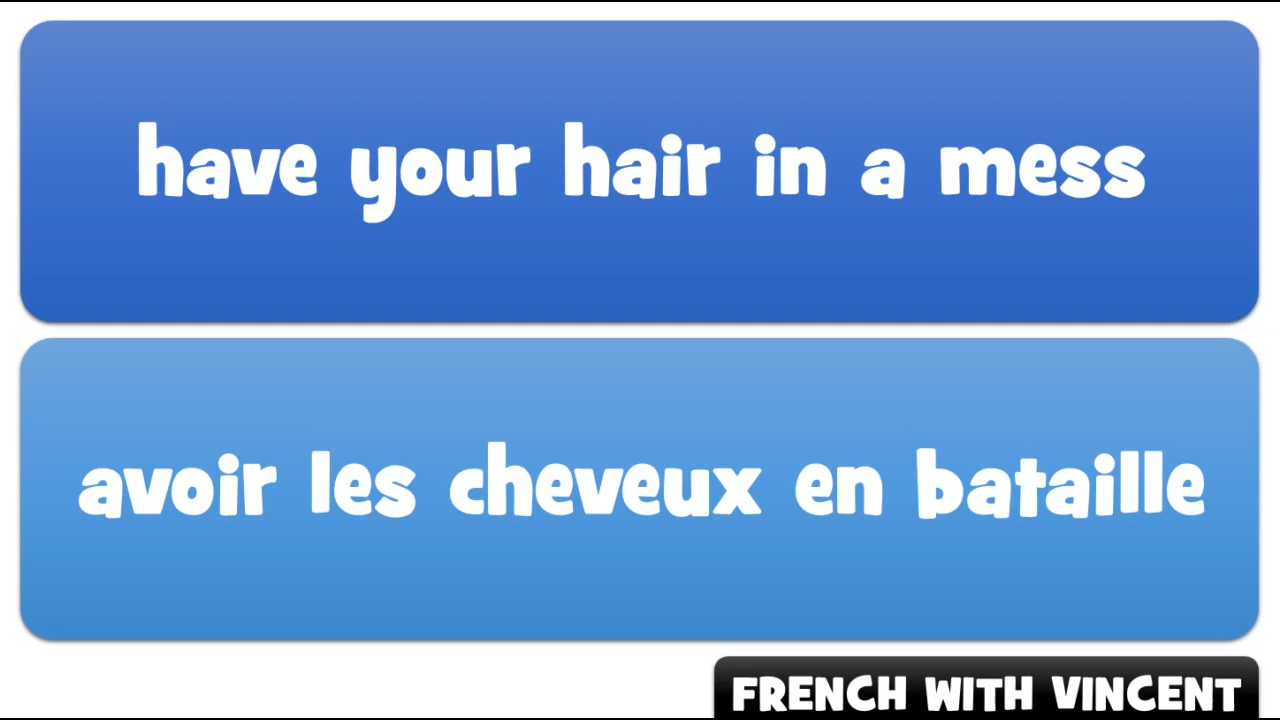 have your hair in a mess
avoir les cheveux en bataille
FRENCH WITH VINCENT